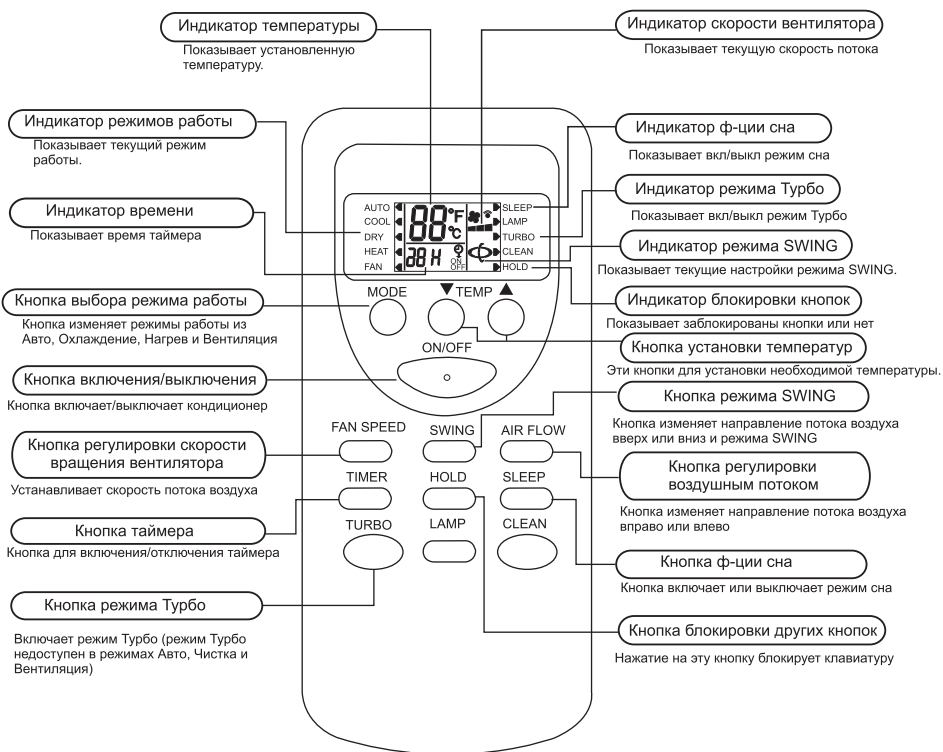 Индикатор температуры
Показывает установленную
температуру.
Индикатор режимов работы
Показывает текущий режим
работы.
Индикатор времени
Показывает время таймера
Кнопка выбора режима работы
Кнопка изменяет режимы работы из
Авто, Охлаждение, Нагрев и Вентиляция
Кнопка включения/выключения
Кнопка включает/выключает кондиционер
Кнопка регулировки скорости
вращения вентилятора
Устанавливает скорость потока воздуха
Кнопка таймера
Кнопка для включения/отключения таймера
Кнопка режима Турбо
Включает режим Турбо (режим Турбо
недоступен в режимах Авто, Чистка и
Вентиляция)
AUTO
COOL
DRY
HEAT
FAN
88 °F
°C
28 H ON
OFF
SLEEP
LAMP
TURBO
CLEAN
HOLD
MODE ▼ TEMP ▲
ON/OFF
FAN SPEED SWING AIR FLOW
TIMER HOLD SLEEP
TURBO LAMP CLEAN
Индикатор скорости вентилятора
Показывает текущую скорость потока
Индикатор ф-ции сна
Показывает вкл/выкл режим сна
Индикатор режима Турбо
Показывает вкл/выкл режим Турбо
Индикатор режима SWING
Показывает текущие настройки режима SWING.
Индикатор блокировки кнопок
Показывает заблокированы кнопки или нет
Кнопка установки температур
Эти кнопки для установки необходимой температуры.
Кнопка режима SWING
Кнопка изменяет направление потока воздуха
вверх или вниз и режима SWING
Кнопка регулировки
воздушным потоком
Кнопка изменяет направление потока воздуха
вправо или влево
Кнопка ф-ции сна
Кнопка включает или выключает режим сна
Кнопка блокировки других кнопок
Нажатие на эту кнопку блокирует клавиатуру